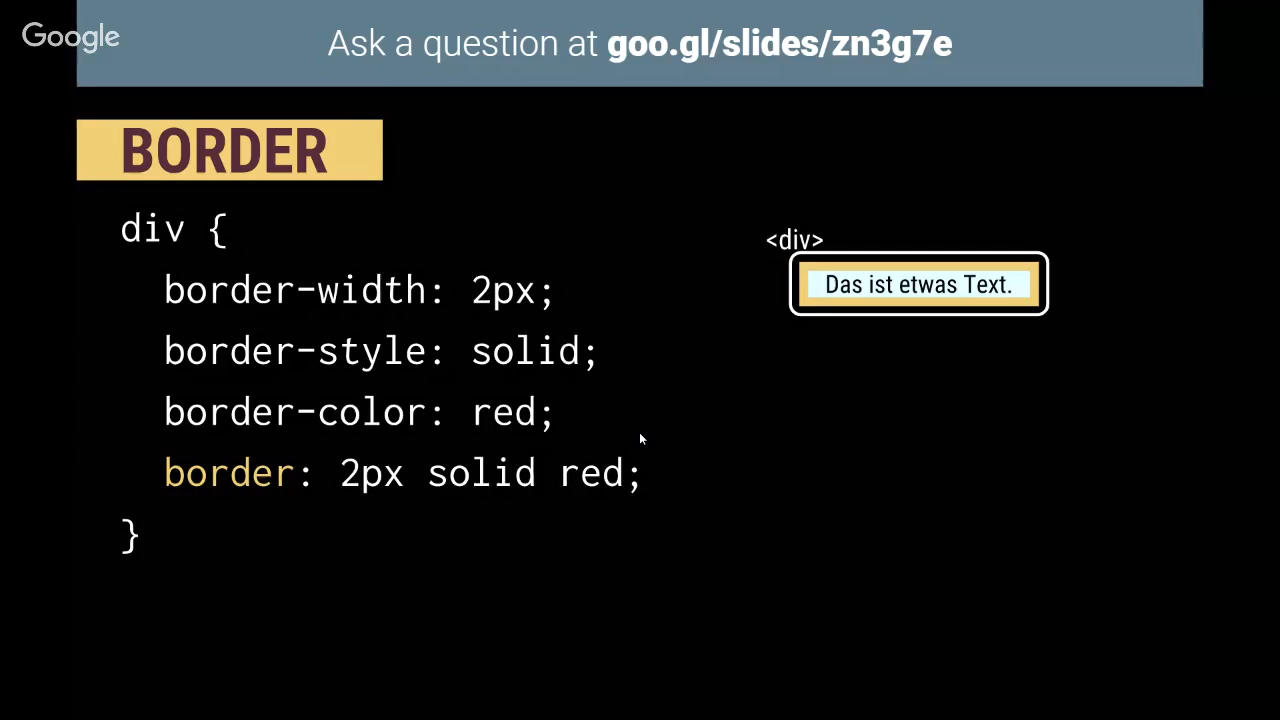 Google
Ask a question at goo.gl/slides/zn3g7e
BORDER
div {
border-width: 2px;
border-style: solid;
border-color: red;
border: 2px solid red;
}
<div>
Das ist etwas Text.